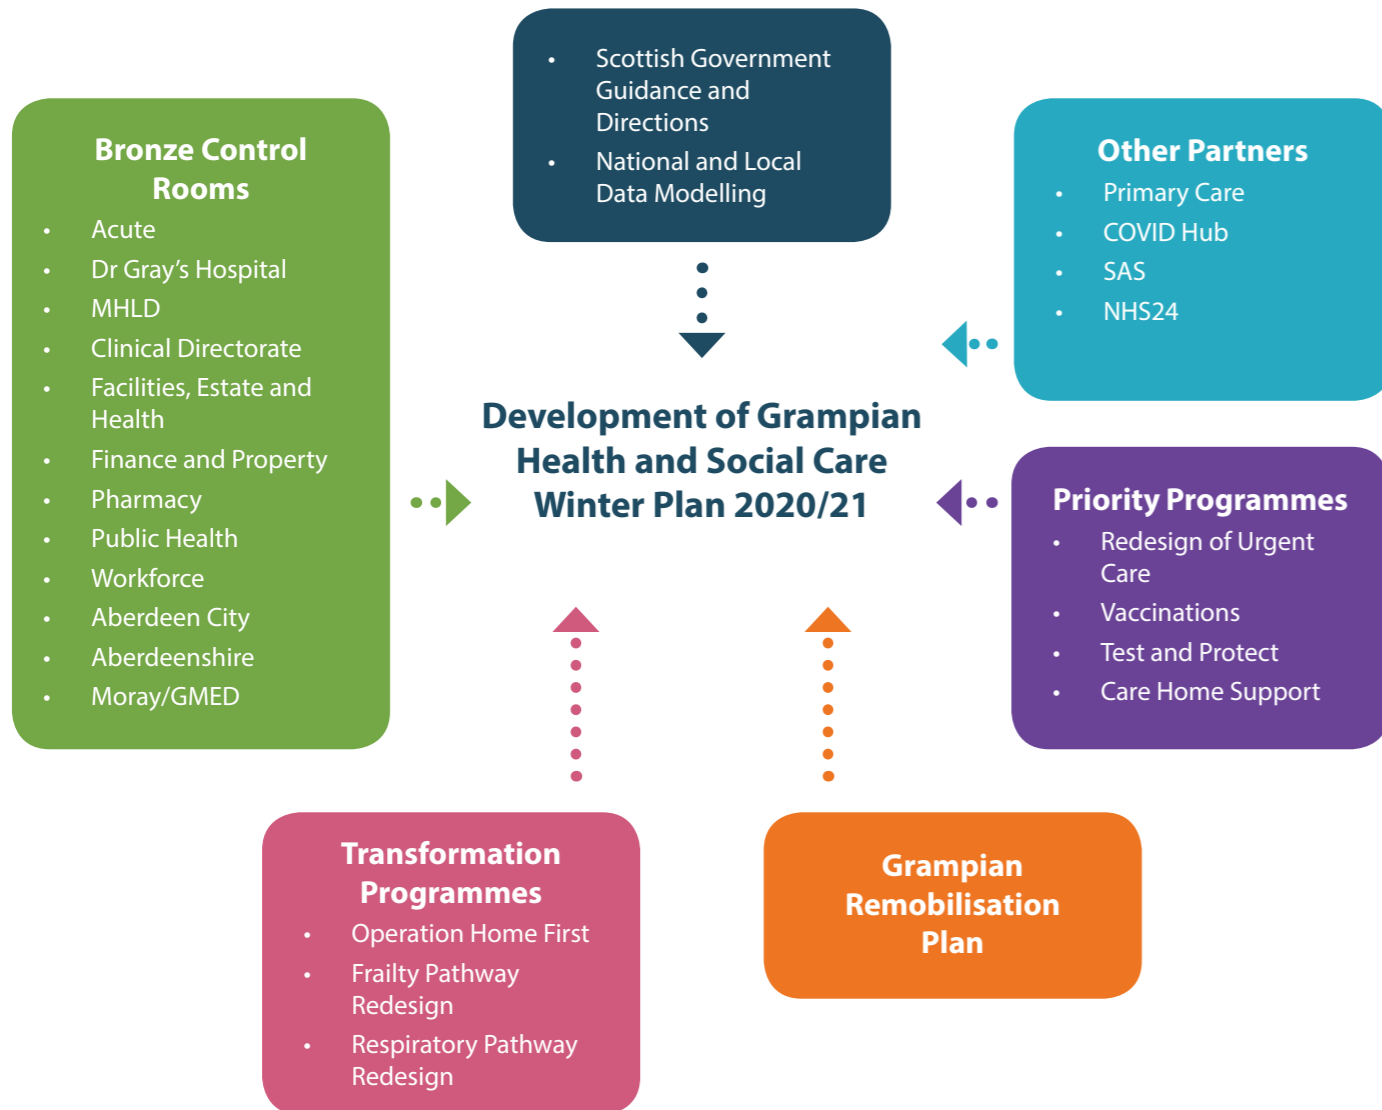 • Scottish Government
Guidance and
Directions
• National and Local
Data Modelling
Bronze Control
Rooms
• Acute
• Dr Gray’s Hospital
• MHLD
• Clinical Directorate
• Facilities, Estate and
Health
• Finance and Property
• Pharmacy
• Public Health
• Workforce
• Aberdeen City
• Aberdeenshire
• Moray/GMED
Other Partners
• Primary Care
• COVID Hub
• SAS
• NHS24
Development of Grampian
Health and Social Care
Winter Plan 2020/21
Priority Programmes
• Redesign of Urgent
Care
• Vaccinations
• Test and Protect
• Care Home Support
Transformation
Programmes
• Operation Home First
• Frailty Pathway
Redesign
• Respiratory Pathway
Redesign
Grampian
Remobilisation
Plan